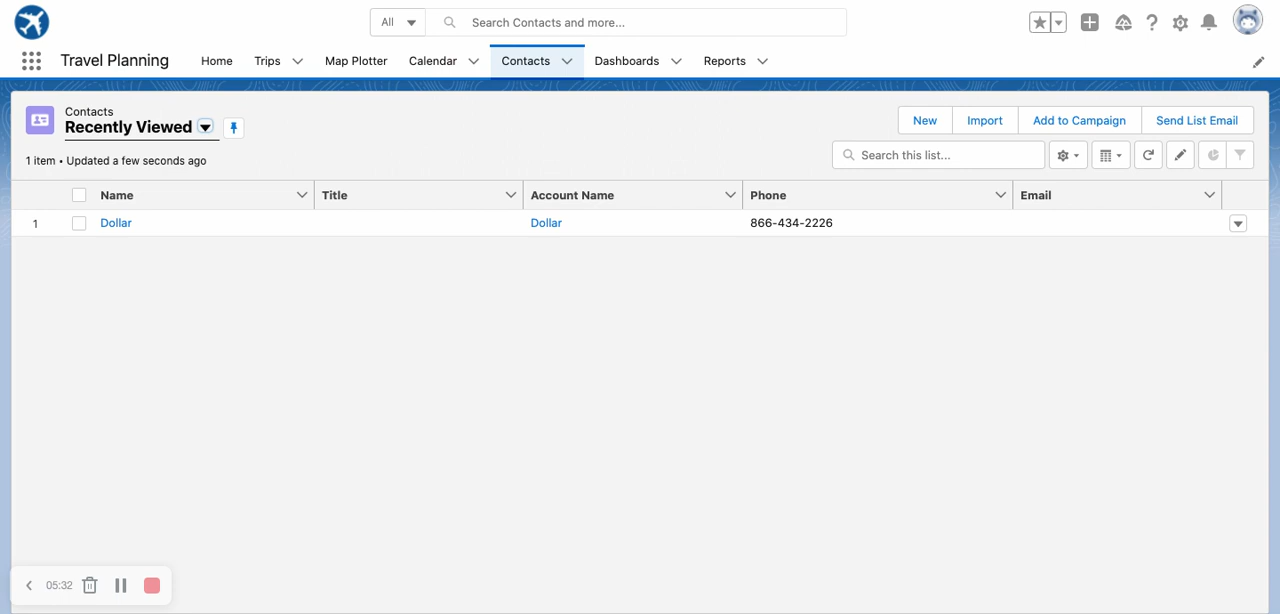 All
Search Contacts and more...
Travel Planning
Home
Trips
Map Plotter
Calendar
Contacts
Dashboards
Reports
Contacts
Recently Viewed
New
Import
Add to Campaign
Send List Email
1 item • Updated a few seconds ago
Search this list...
Name
Title
Account Name
Phone
Email
1
Dollar
Dollar
866-434-2226
05:32